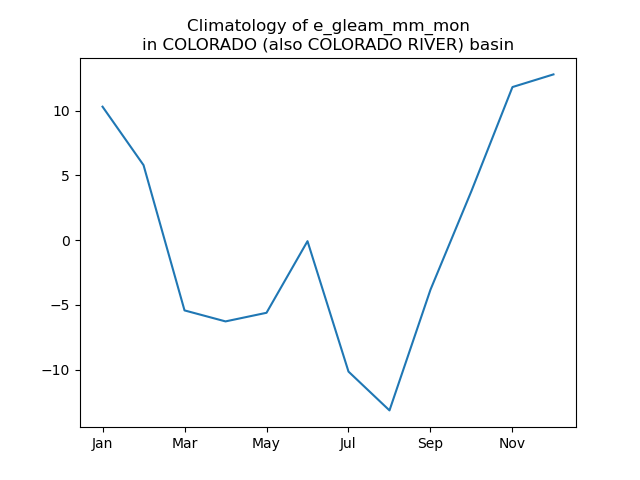 Climatology of e_gleam_mm_mon
in COLORADO (also COLORADO RIVER) basin
10
5
0
−5
−10
Jan Mar May Jul Sep Nov